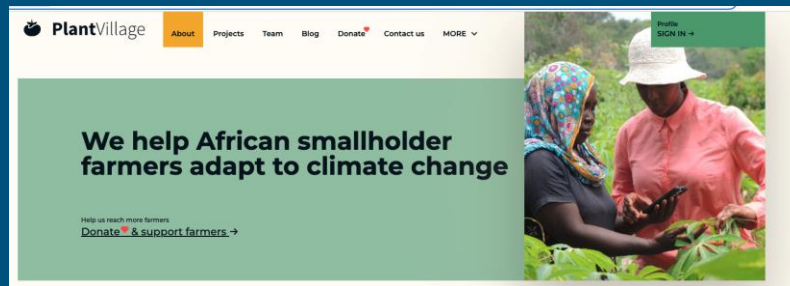 PlantVillage
About Projects Team Blog Donate Contact us MORE
Profile
SIGN IN →
We help African smallholder
farmers adapt to climate change
Help us reach more farmers
Donate & support farmers →